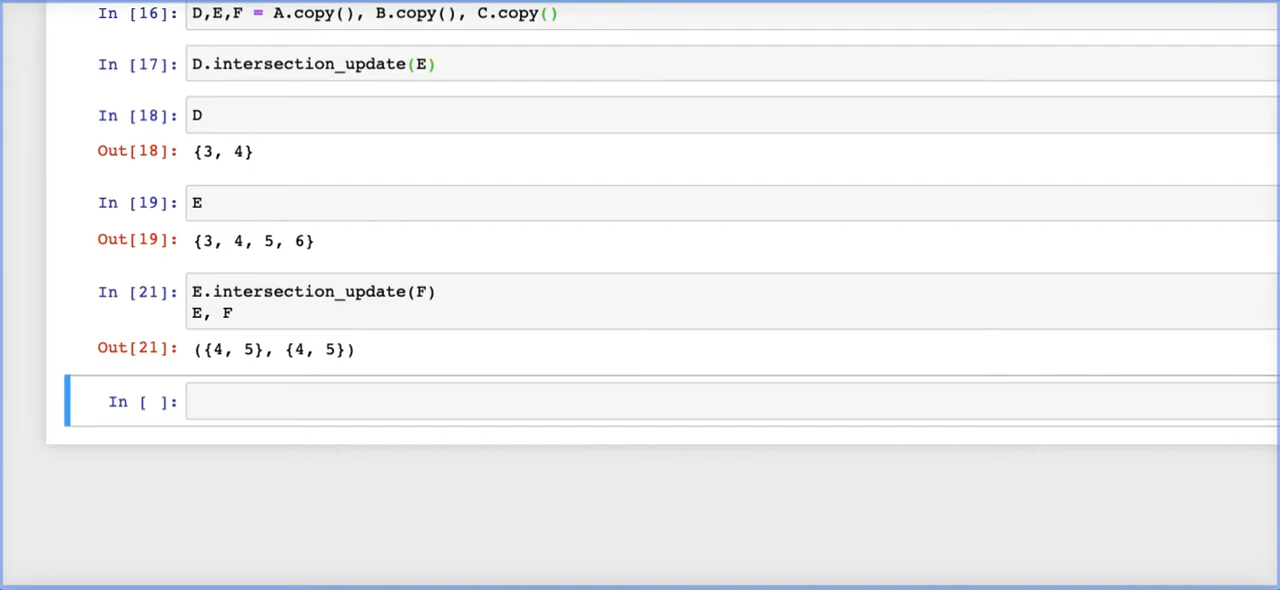 In [16]: D,E,F = A.copy(), B.copy(), C.copy()
In [17]: D.intersection_update(E)
In [18]: D
Out[18]: {3, 4}
In [19]: E
Out[19]: {3, 4, 5, 6}
In [21]: E.intersection_update(F)
E, F
Out[21]: ({4, 5}, {4, 5})
In [ ]: